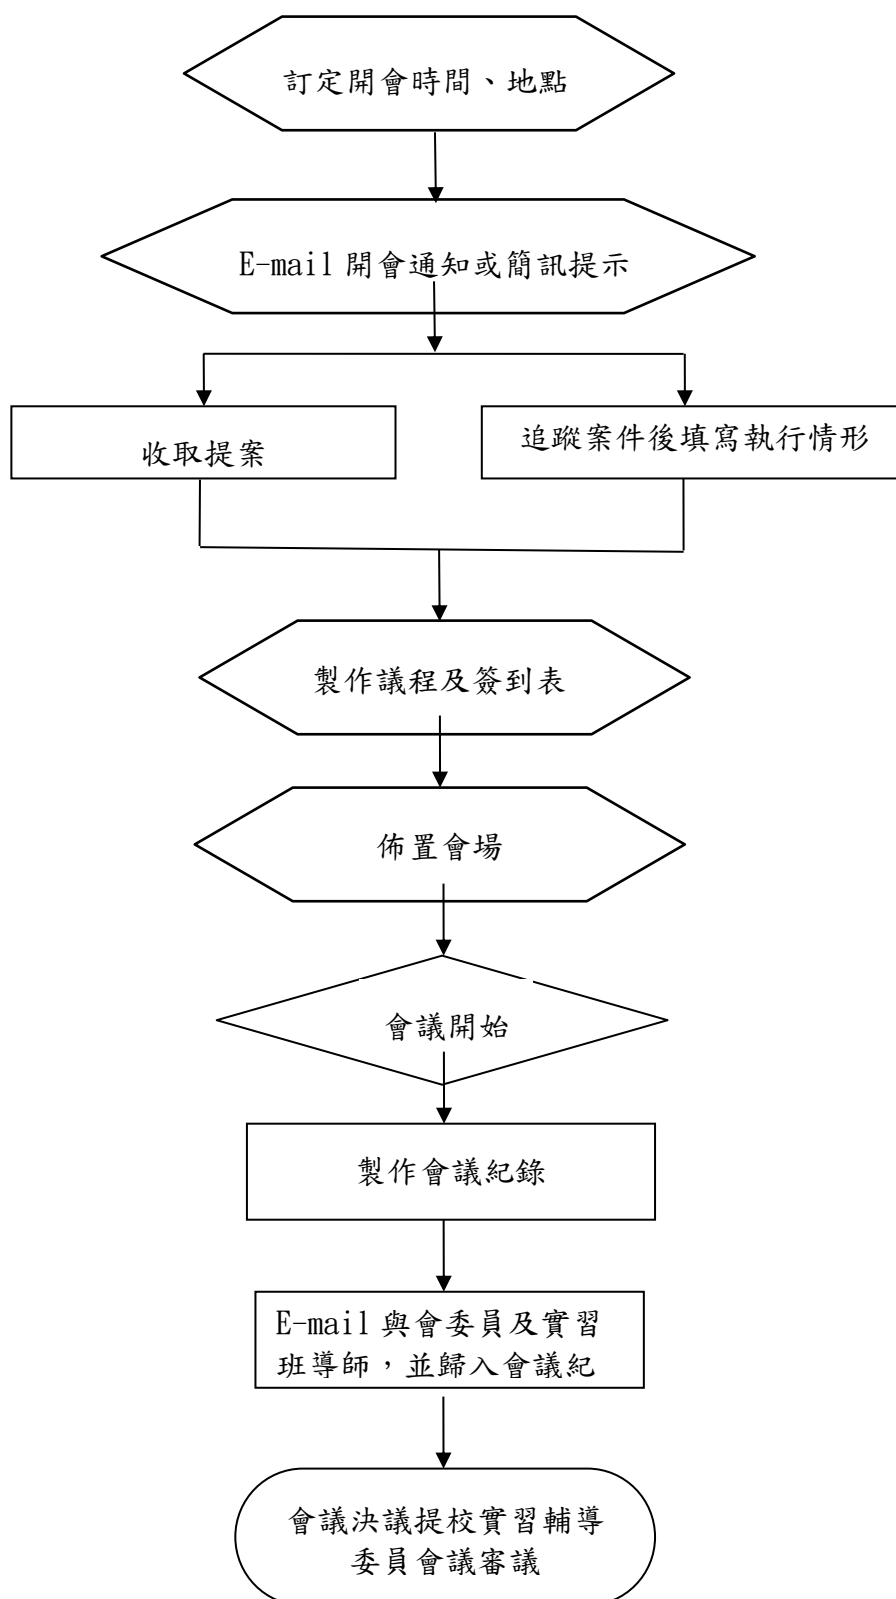 訂定開會時間、地點
E-mail 開會通知或簡訊提示
收取提案
追蹤案件後填寫執行情形
製作議程及簽到表
佈置會場
會議開始
製作會議紀錄
E-mail 與會委員及實習
班導師,並歸入會議紀
會議決議提校實習輔導
委員會議審議